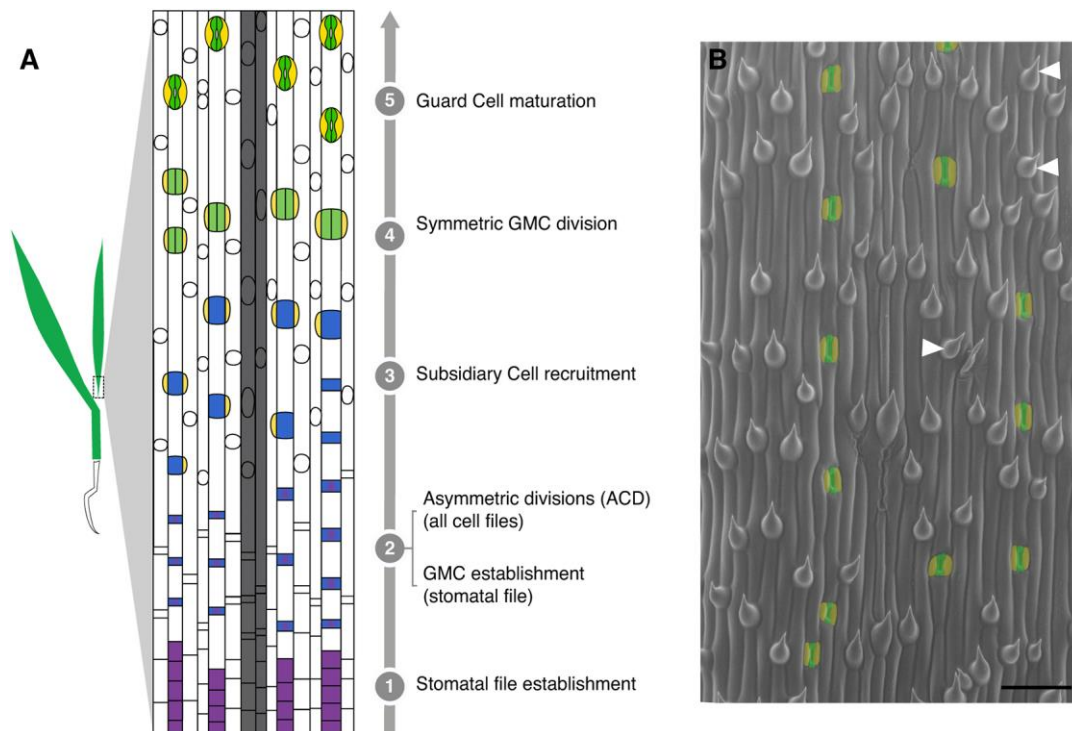 A
B
5 Guard Cell maturation
4 Symmetric GMC division
3 Subsidiary Cell recruitment
Asymmetric divisions (ACD)
(all cell files)
2
GMC establishment
(stomatal file)
1 Stomatal file establishment